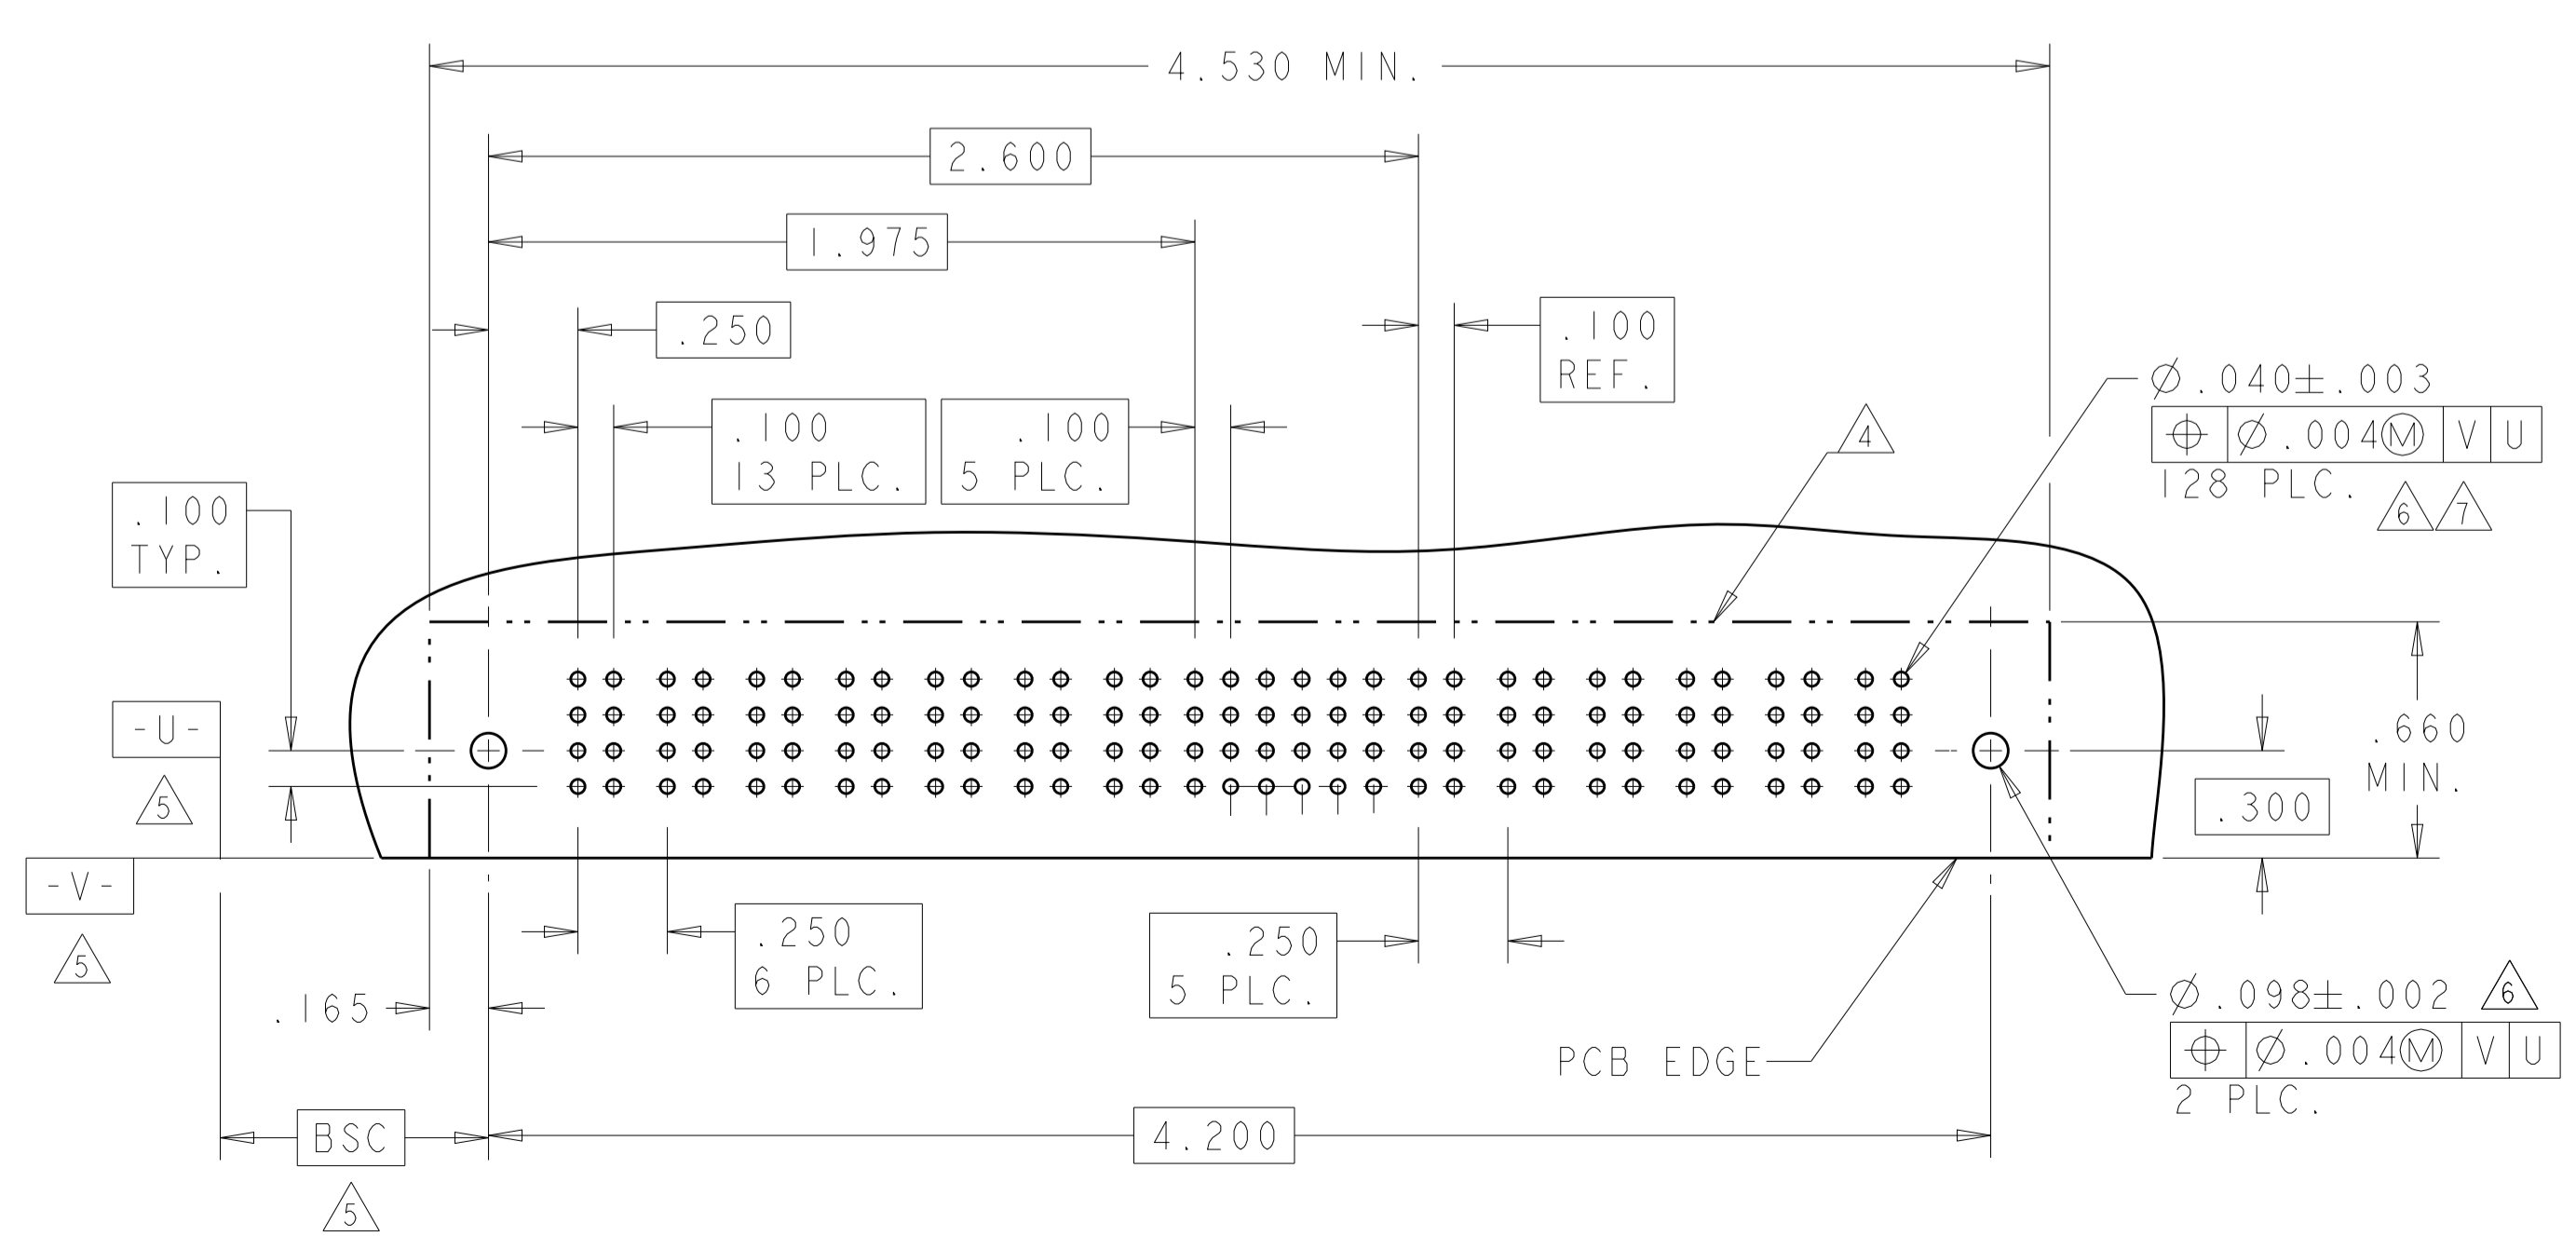 4.530 MIN.
2.600
1.975
.250
.100
REF.
.100
13 PLC.
.100
5 PLC.
Ø.040±.003
⌖ Ø.004Ⓜ V U
128 PLC.
6 7
4
.100
TYP.
-U-
5
-V-
5
.660
MIN.
.300
.250
6 PLC.
.250
5 PLC.
.165
PCB EDGE
Ø.098±.002 6
⌖ Ø.004Ⓜ V U
2 PLC.
BSC
5
4.200